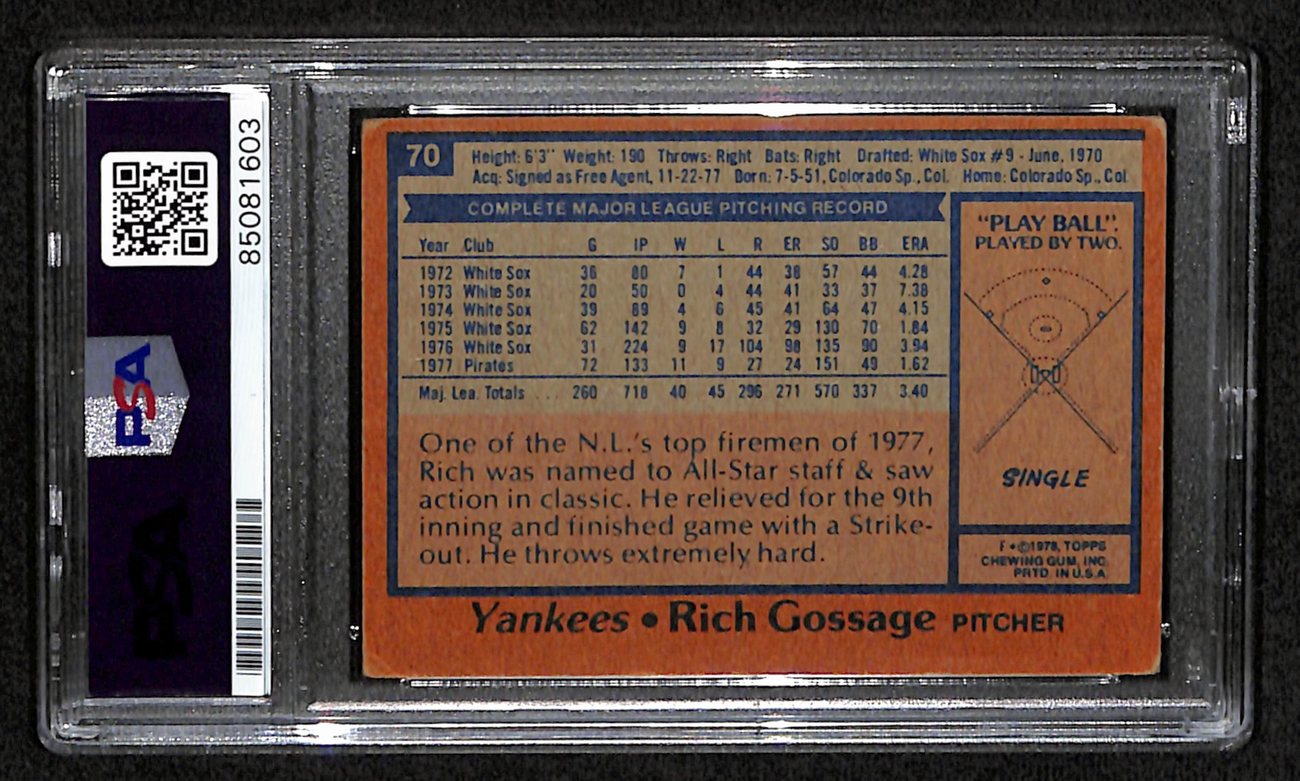 85081603
PSA
PSA
70
Height: 6'3" Weight: 190 Throws: Right Bats: Right Drafted: White Sox #9 - June, 1970
Acq: Signed as Free Agent, 11-22-77 Born: 7-5-51, Colorado Sp., Col. Home: Colorado Sp., Col.
COMPLETE MAJOR LEAGUE PITCHING RECORD
Year Club G IP W L R ER SO BB ERA
1972 White Sox 36 80 7 1 44 38 57 44 4.28
1973 White Sox 20 50 0 4 44 41 33 37 7.38
1974 White Sox 39 89 4 6 45 41 64 47 4.15
1975 White Sox 62 142 9 8 32 29 130 70 1.84
1976 White Sox 31 224 9 17 104 98 135 90 3.94
1977 Pirates 72 133 11 9 27 24 151 49 1.62
Maj. Lea. Totals ... 260 718 40 45 296 271 570 337 3.40
One of the N.L.'s top firemen of 1977,
Rich was named to All-Star staff & saw
action in classic. He relieved for the 9th
inning and finished game with a Strike-
out. He throws extremely hard.
"PLAY BALL".
PLAYED BY TWO.
SINGLE
F•©1978, TOPPS
CHEWING GUM, INC.
PRTD. IN U.S.A.
Yankees • Rich Gossage PITCHER